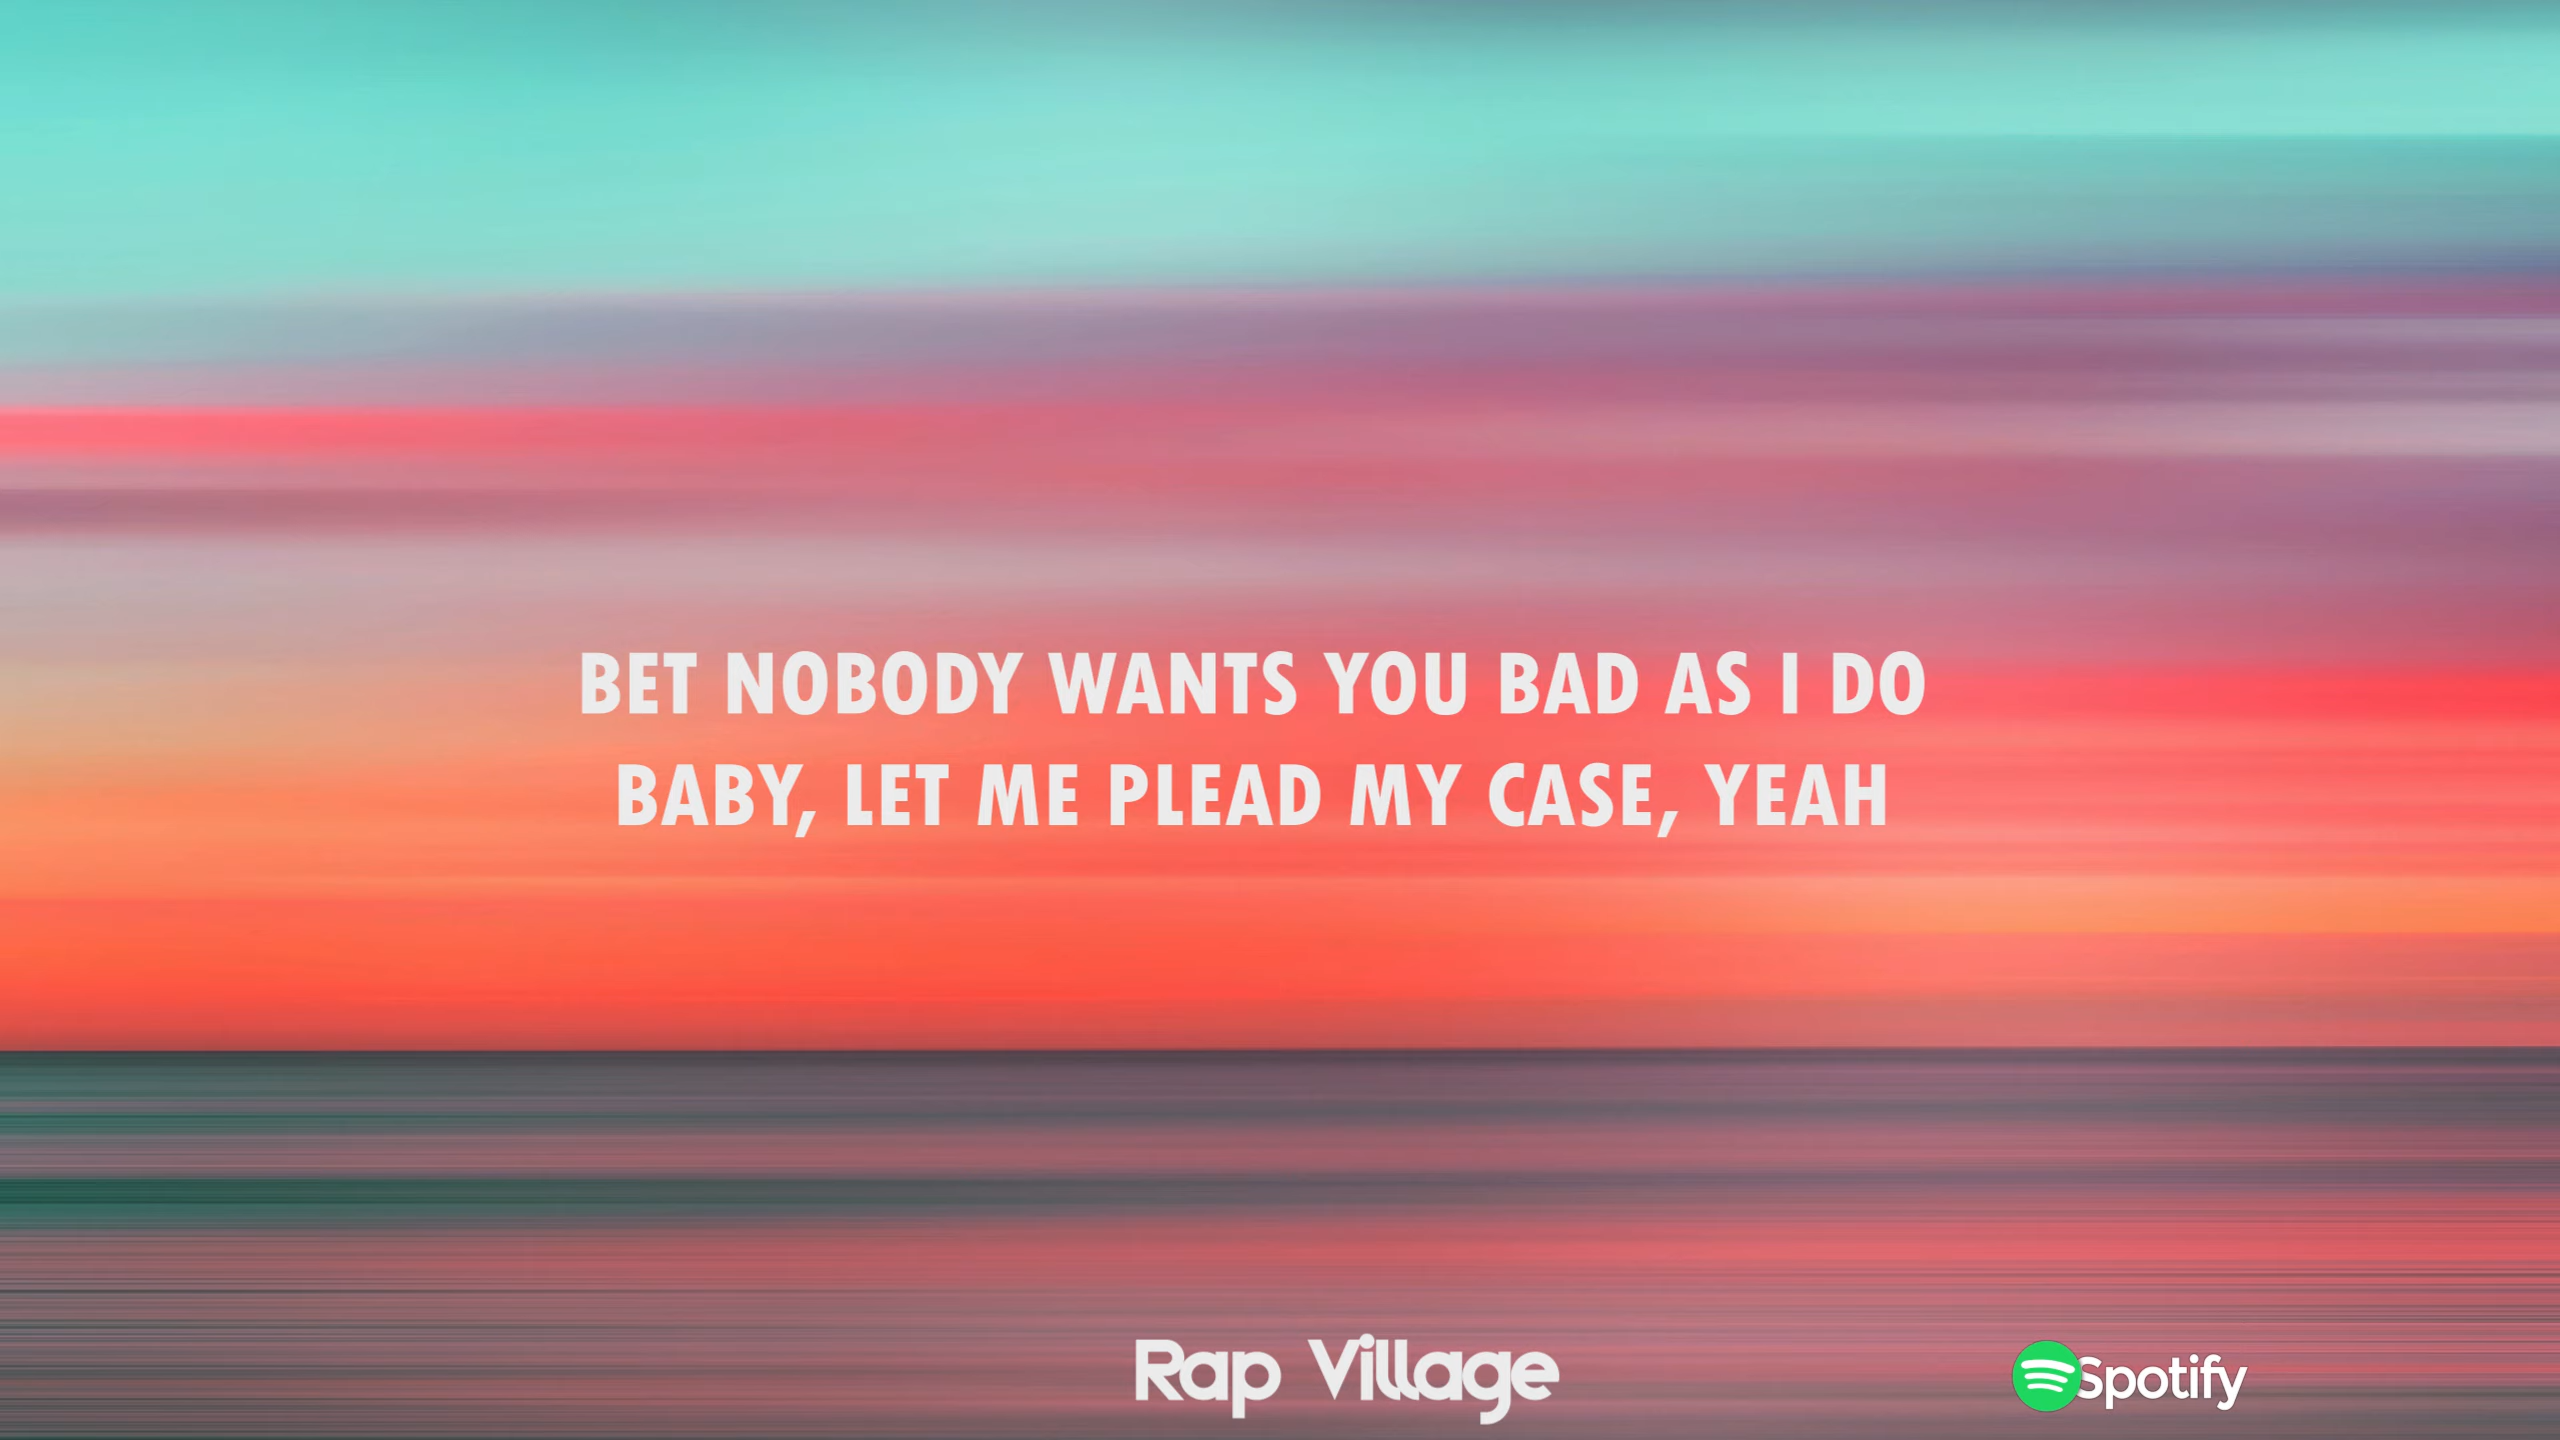 BET NOBODY WANTS YOU BAD AS I DO
BABY, LET ME PLEAD MY CASE, YEAH
Rap Village
Spotify